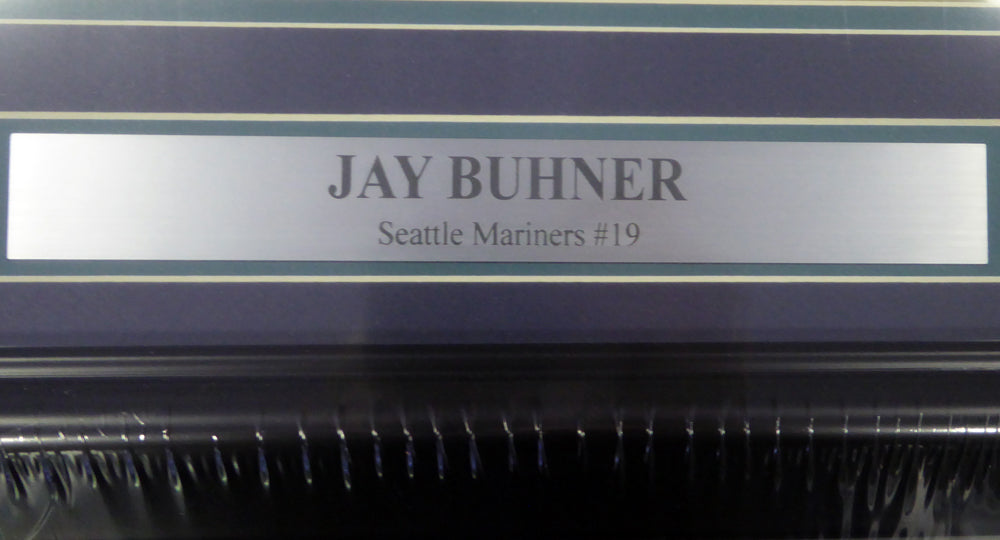 JAY BUHNER
Seattle Mariners #19